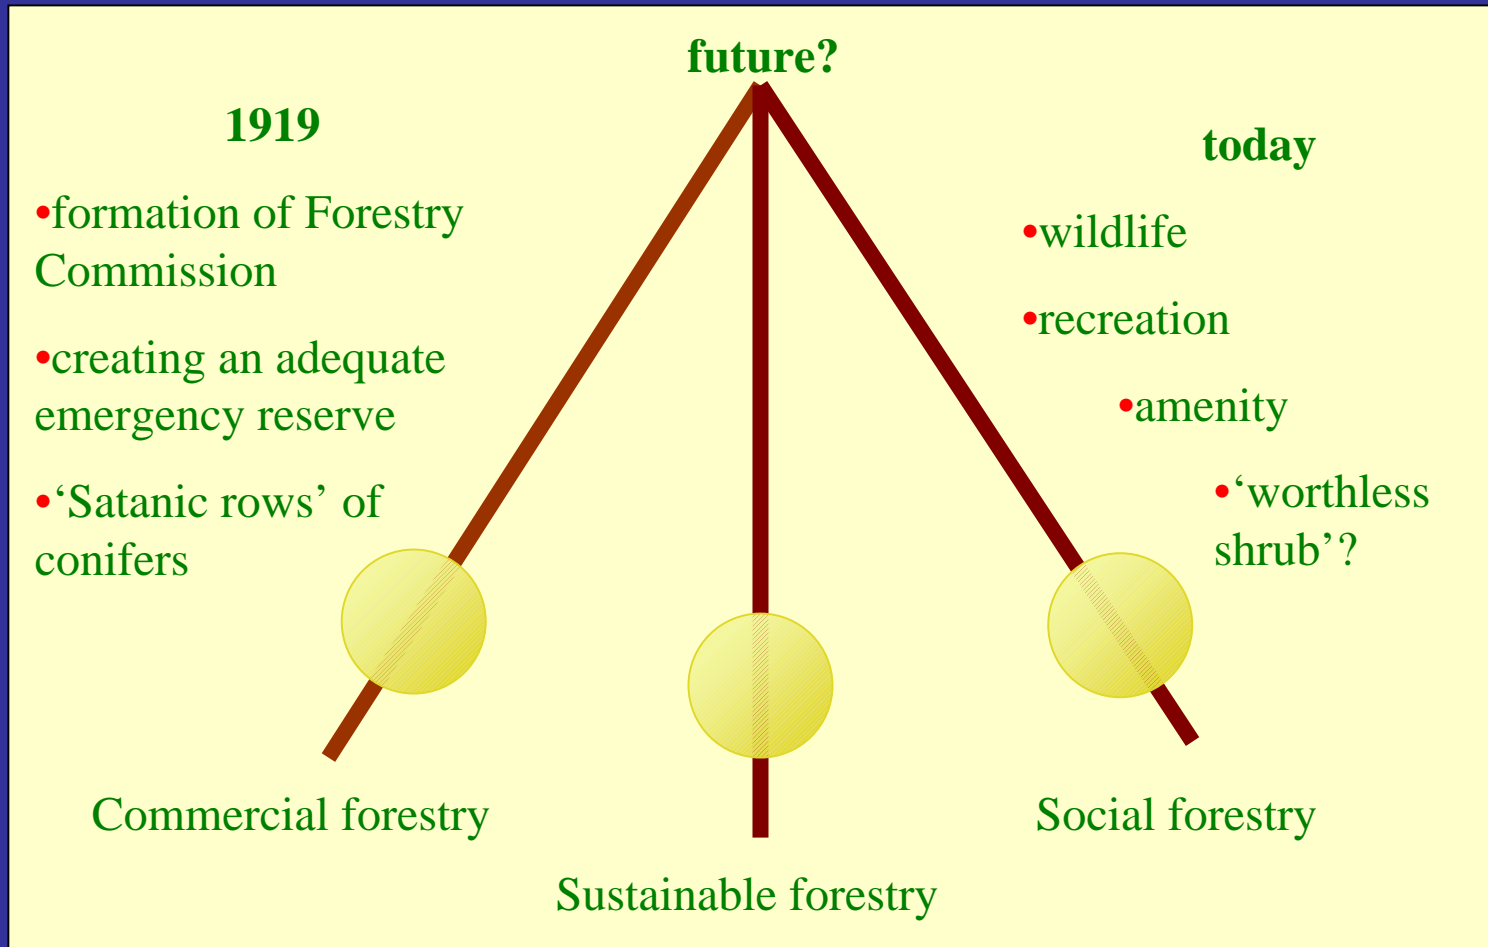 future?
1919
•formation of Forestry
Commission
•creating an adequate
emergency reserve
•‘Satanic rows’ of
conifers
today
•wildlife
•recreation
•amenity
•‘worthless
shrub’?
Commercial forestry
Sustainable forestry
Social forestry